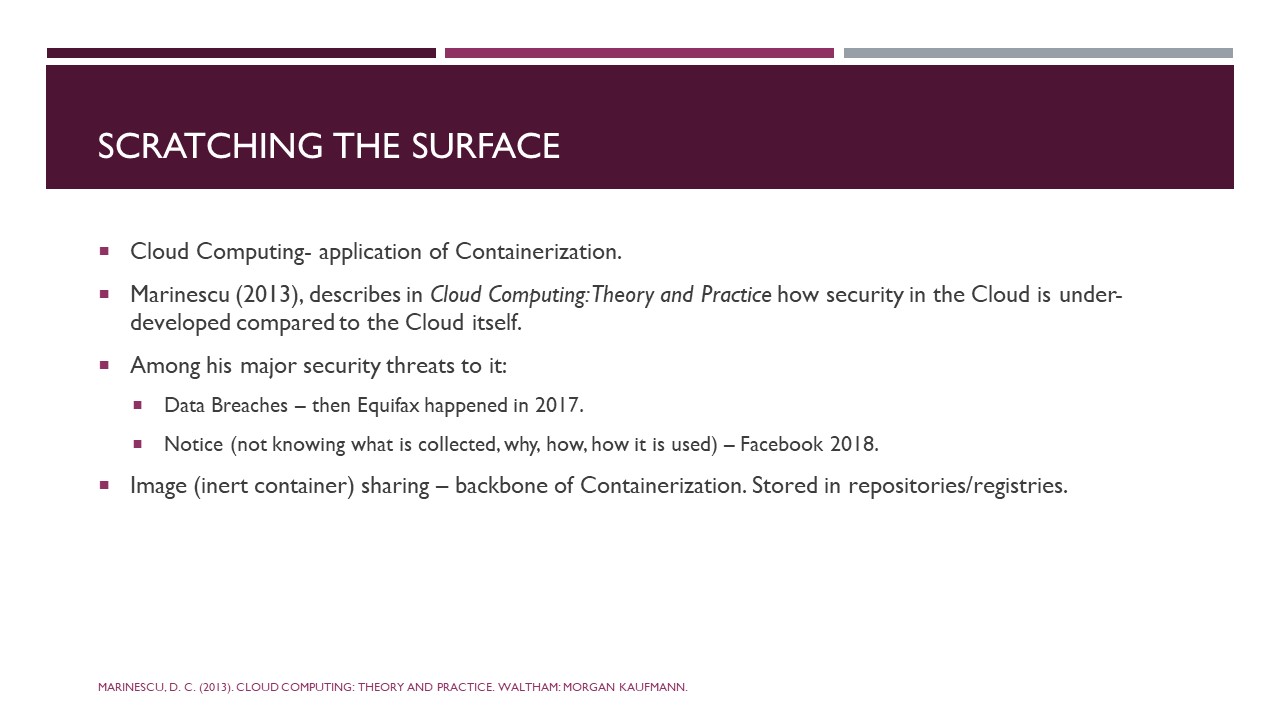 SCRATCHING THE SURFACE
Cloud Computing- application of Containerization.
Marinescu (2013), describes in Cloud Computing: Theory and Practice how security in the Cloud is under-
developed compared to the Cloud itself.
Among his major security threats to it:
Data Breaches – then Equifax happened in 2017.
Notice (not knowing what is collected, why, how, how it is used) – Facebook 2018.
Image (inert container) sharing – backbone of Containerization. Stored in repositories/registries.
MARINESCU, D. C. (2013). CLOUD COMPUTING: THEORY AND PRACTICE. WALTHAM: MORGAN KAUFMANN.